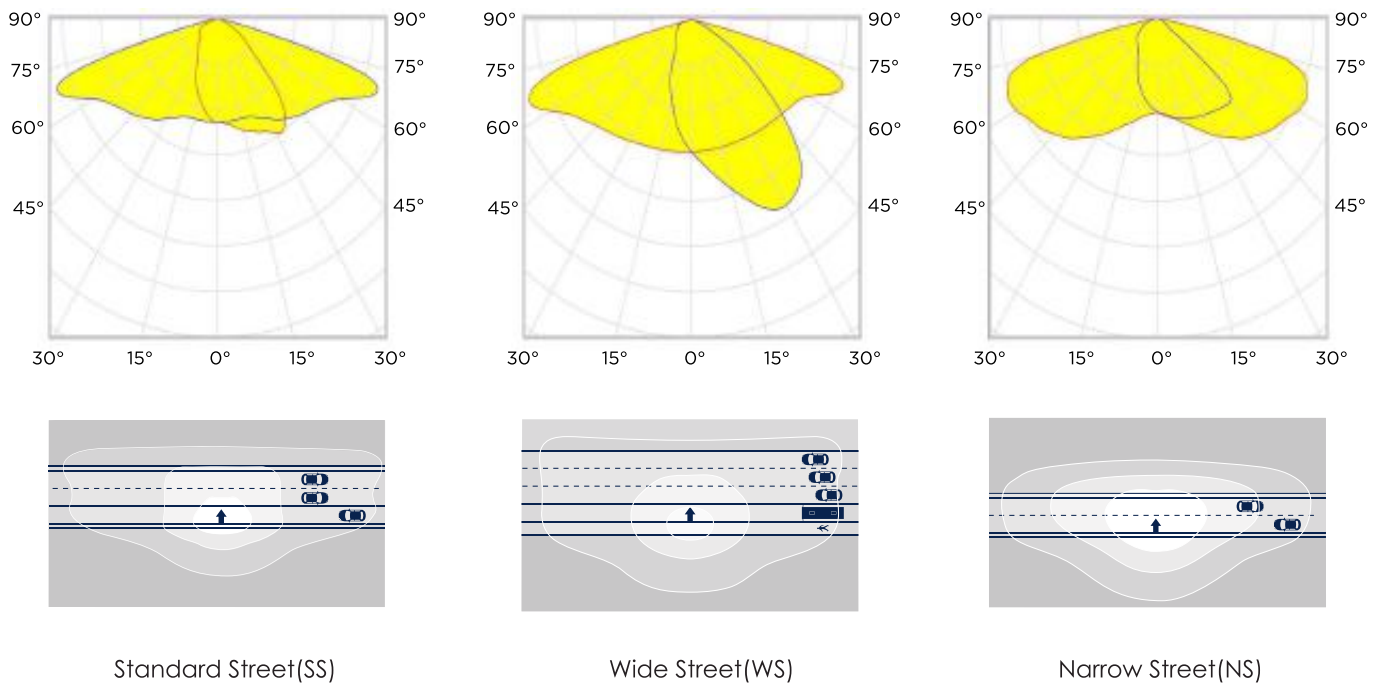 90° 90° 90° 90° 90° 90°
75° 75° 75° 75° 75° 75°
60° 60° 60° 60° 60° 60°
45° 45° 45° 45° 45° 45°
30° 15° 0° 15° 30° 30° 15° 0° 15° 30° 30° 15° 0° 15° 30°
Standard Street(SS) Wide Street(WS) Narrow Street(NS)